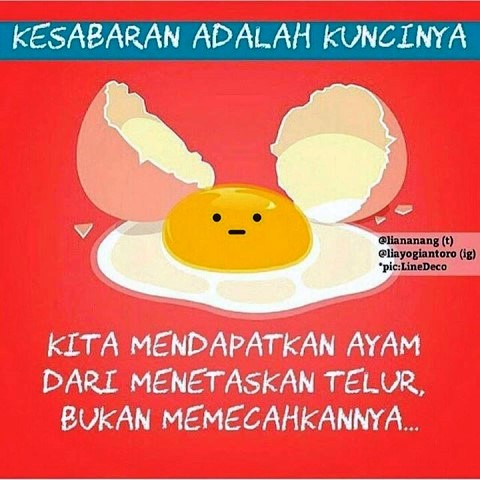 KESABARAN ADALAH KUNCINYA
@liananang (t)
@liayogiantoro (ig)
*pic:LineDeco
KITA MENDAPATKAN AYAM
DARI MENETASKAN TELUR,
BUKAN MEMECAHKANNYA...